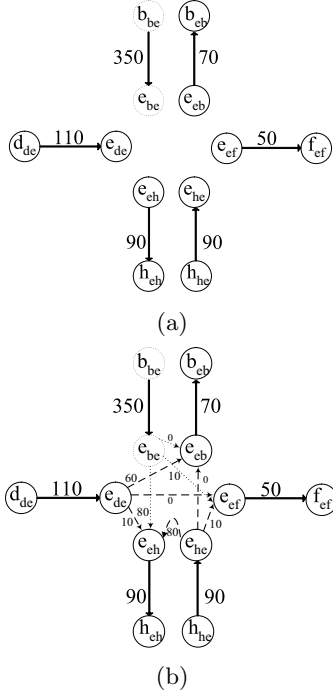 b_be b_eb
350 70
e_be e_eb
d_de 110 e_de e_ef 50 f_ef
e_eh e_he
90 90
h_eh h_he
(a)
b_be b_eb
350 70
0
e_be e_eb
60 10 0
d_de 110 e_de 0 e_ef 50 f_ef
10 80 80 10
e_eh e_he
90 90
h_eh h_he
(b)